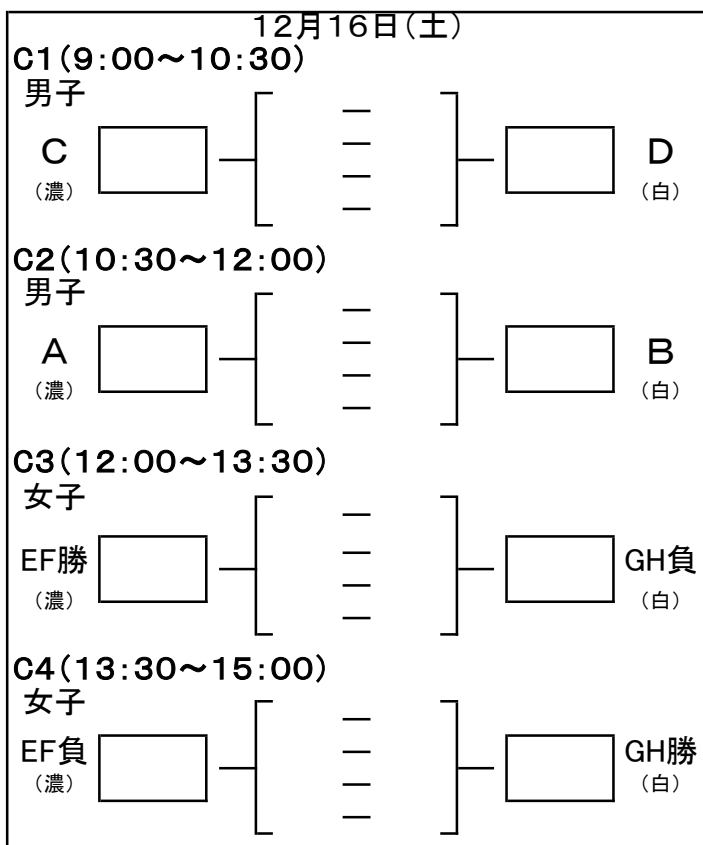 12月16日(土)
C1(9:00～10:30)
男子
C D
(濃) (白)
C2(10:30～12:00)
男子
A B
(濃) (白)
C3(12:00～13:30)
女子
EF勝 GH負
(濃) (白)
C4(13:30～15:00)
女子
EF負 GH勝
(濃) (白)